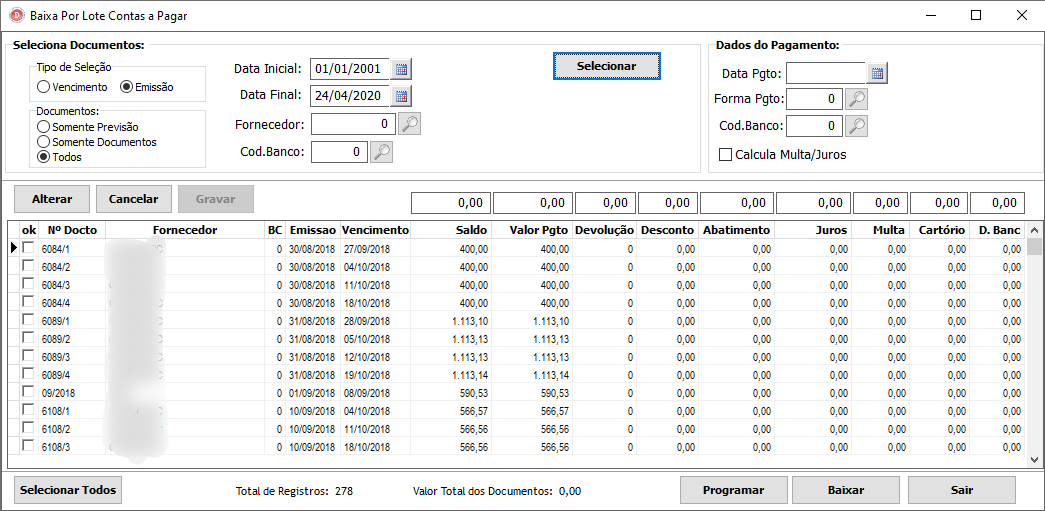 Baixa Por Lote Contas a Pagar
Seleciona Documentos:
Tipo de Seleção
Vencimento Emissão
Documentos:
Somente Previsão
Somente Documentos
Todos
Data Inicial: 01/01/2001
Data Final: 24/04/2020
Fornecedor: 0
Cod.Banco: 0
Selecionar
Dados do Pagamento:
Data Pgto:
Forma Pgto: 0
Cod.Banco: 0
Calcula Multa/Juros
Alterar Cancelar Gravar 0,00 0,00 0,00 0,00 0,00 0,00 0,00 0,00 0,00
ok Nº Docto Fornecedor BC Emissao Vencimento Saldo Valor Pgto Devolução Desconto Abatimento Juros Multa Cartório D. Banc
6084/1 0 30/08/2018 27/09/2018 400,00 400,00 0 0,00 0,00 0,00 0,00 0,00 0,00
6084/2 0 30/08/2018 04/10/2018 400,00 400,00 0 0,00 0,00 0,00 0,00 0,00 0,00
6084/3 0 30/08/2018 11/10/2018 400,00 400,00 0 0,00 0,00 0,00 0,00 0,00 0,00
6084/4 0 30/08/2018 18/10/2018 400,00 400,00 0 0,00 0,00 0,00 0,00 0,00 0,00
6089/1 0 31/08/2018 28/09/2018 1.113,10 1.113,10 0 0,00 0,00 0,00 0,00 0,00 0,00
6089/2 0 31/08/2018 05/10/2018 1.113,13 1.113,13 0 0,00 0,00 0,00 0,00 0,00 0,00
6089/3 0 31/08/2018 12/10/2018 1.113,13 1.113,13 0 0,00 0,00 0,00 0,00 0,00 0,00
6089/4 0 31/08/2018 19/10/2018 1.113,14 1.113,14 0 0,00 0,00 0,00 0,00 0,00 0,00
09/2018 0 01/09/2018 08/09/2018 590,53 590,53 0 0,00 0,00 0,00 0,00 0,00 0,00
6108/1 0 10/09/2018 04/10/2018 566,57 566,57 0 0,00 0,00 0,00 0,00 0,00 0,00
6108/2 0 10/09/2018 11/10/2018 566,56 566,56 0 0,00 0,00 0,00 0,00 0,00 0,00
6108/3 0 10/09/2018 18/10/2018 566,56 566,56 0 0,00 0,00 0,00 0,00 0,00 0,00
Selecionar Todos Total de Registros: 278 Valor Total dos Documentos: 0,00 Programar Baixar Sair